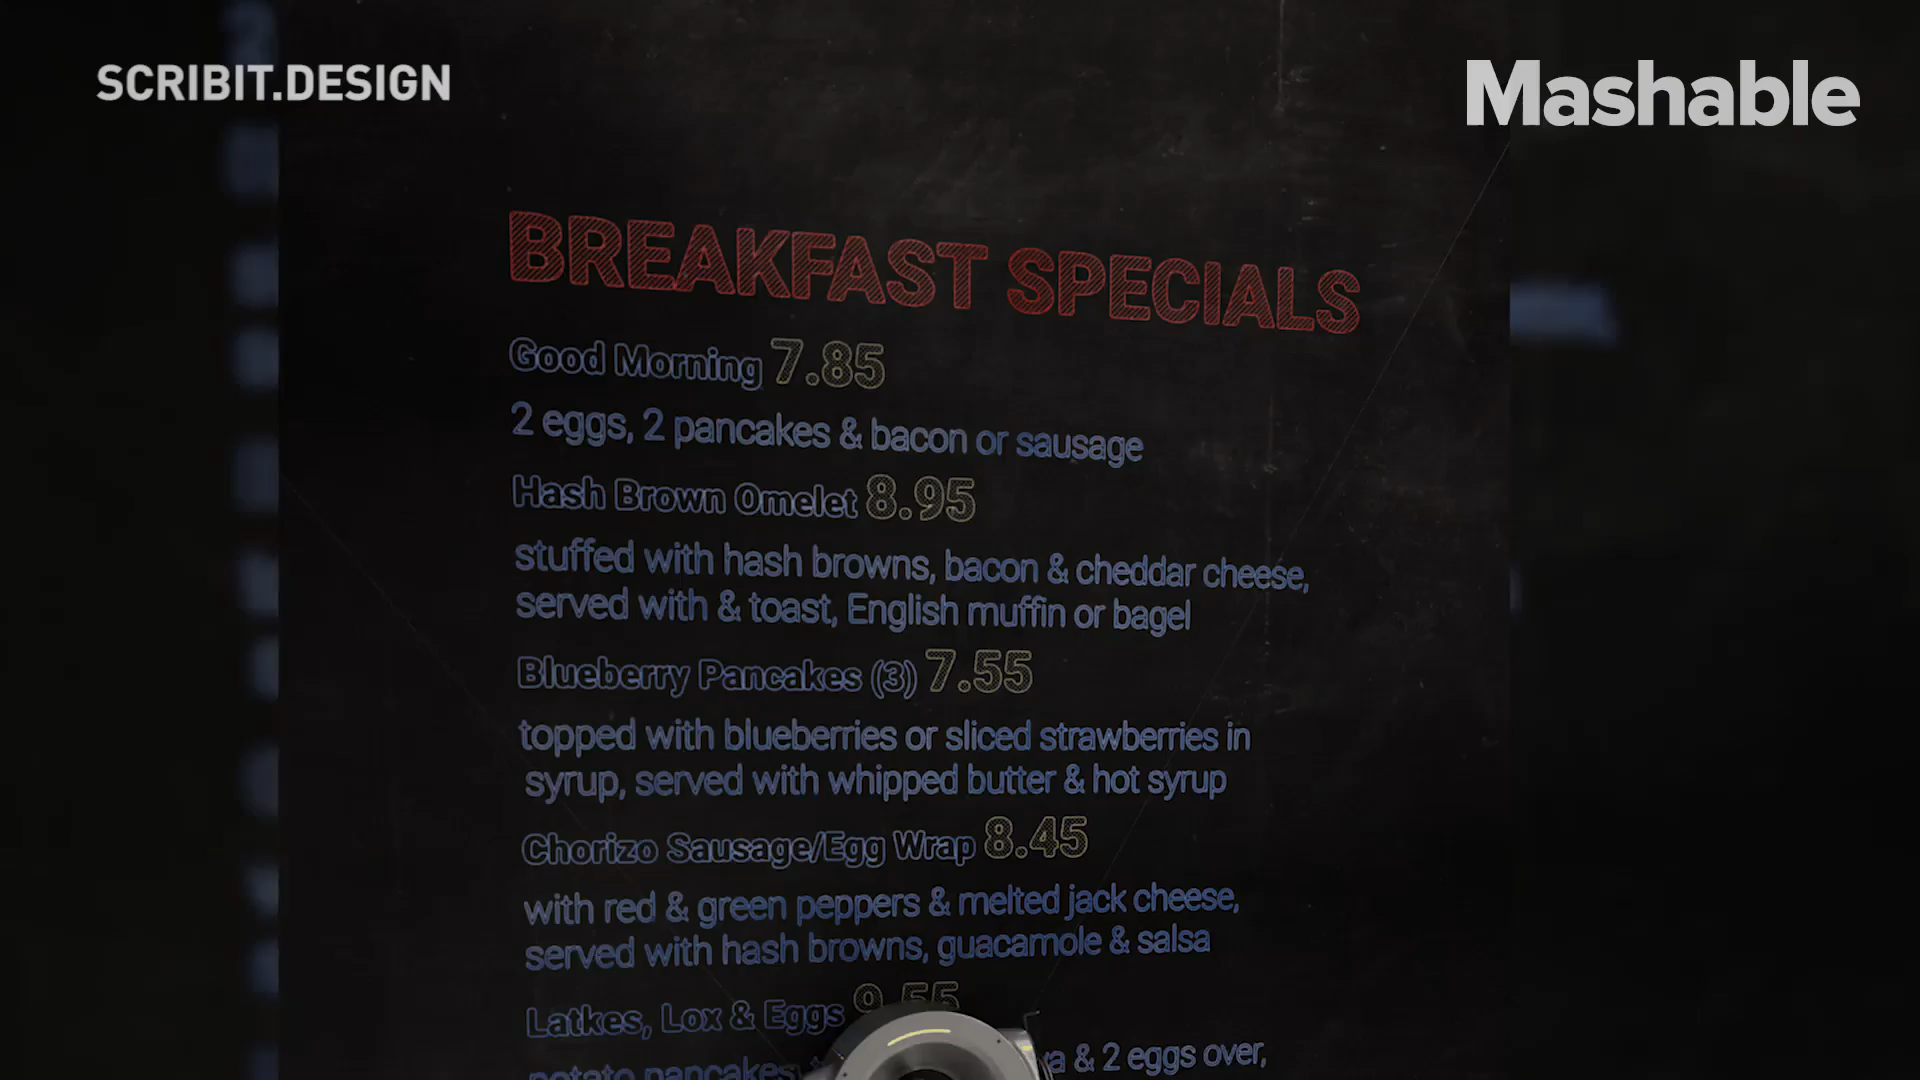 SCRIBIT.DESIGN
Mashable
BREAKFAST SPECIALS
Good Morning 7.85
2 eggs, 2 pancakes & bacon or sausage
Hash Brown Omelet 8.95
stuffed with hash browns, bacon & cheddar cheese,
served with & toast, English muffin or bagel
Blueberry Pancakes (3) 7.55
topped with blueberries or sliced strawberries in
syrup, served with whipped butter & hot syrup
Chorizo Sausage/Egg Wrap 8.45
with red & green peppers & melted jack cheese,
served with hash browns, guacamole & salsa
Latkes, Lox & Eggs 9.55
potato pancakes & 2 eggs over,